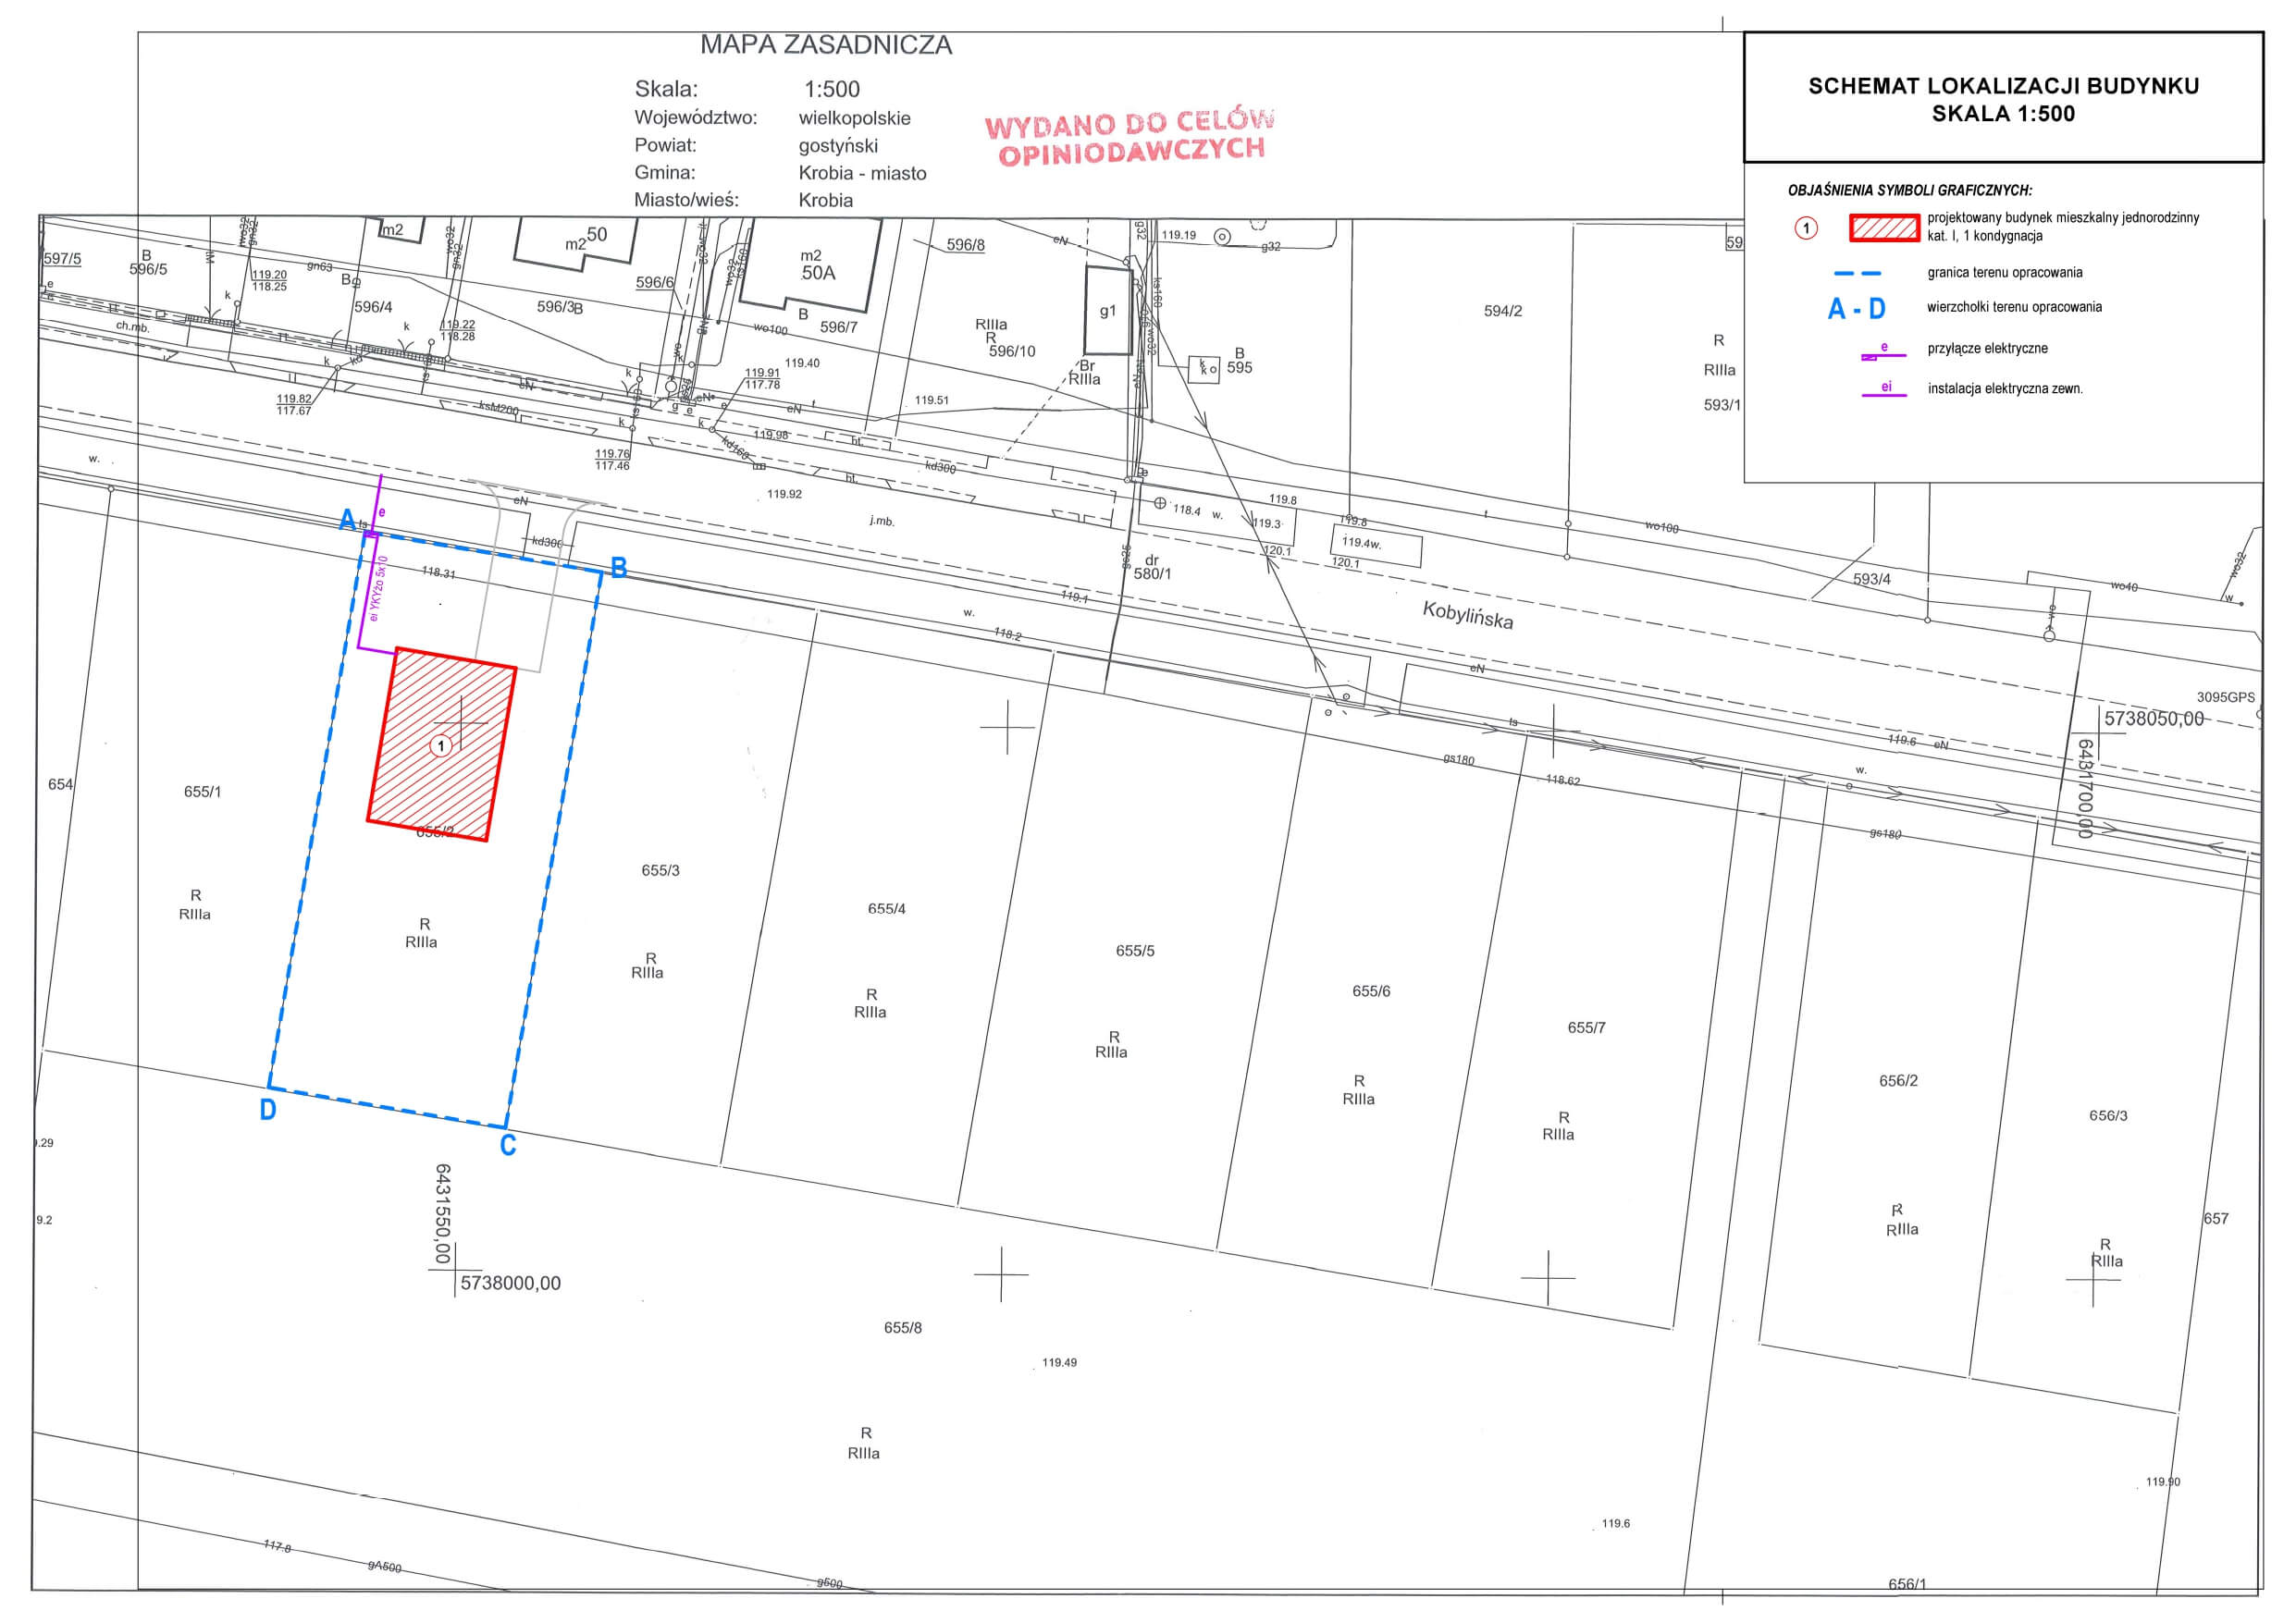 MAPA ZASADNICZA
Skala: 1:500
Województwo: wielkopolskie
Powiat: gostyński
Gmina: Krobia - miasto
Miasto/wieś: Krobia
WYDANO DO CELÓW
OPINIODAWCZYCH
SCHEMAT LOKALIZACJI BUDYNKU
SKALA 1:500
OBJAŚNIENIA SYMBOLI GRAFICZNYCH:
1 projektowany budynek mieszkalny jednorodzinny
kat. I, 1 kondygnacja
granica terenu opracowania
A - D wierzchołki terenu opracowania
e przyłącze elektryczne
ei instalacja elektryczna zewn.
597/5
B
596/5
119.20
118.25
gn63
B
596/4
m2
m2 50
596/3B
596/6
m2
50A
B
596/7
596/8
RIIIa
R
596/10
g1
Br
RIIIa
119.19
g32
B
595
594/2
59
R
RIIIa
593/1
ch.mb.
119.22
118.28
wo100
119.40
119.91
117.78
119.51
119.82
117.67
ksM200
119.98
kd160
119.76
117.46
kd300
119.92
j.mb.
118.4
w.
119.3
119.8
119.8
119.4w.
120.1
120.1
wo100
593/4
wo40
wo32
w.
eN
kd300
dr
580/1
Kobylińska
A
e
B
118.31
ei YKYżo 5x10
119.1
w.
118.2
eN
3095GPS
5738050,00
6431700,00
119.6
eN
ts
gs180
118.62
w.
gs180
1
655/2
654
655/1
R
RIIIa
R
RIIIa
655/3
R
RIIIa
655/4
R
RIIIa
655/5
R
RIIIa
655/6
R
RIIIa
655/7
R
RIIIa
656/2
R
RIIIa
656/3
R
RIIIa
657
D
C
9.2
6431550,00
5738000,00
655/8
119.49
R
RIIIa
119.90
119.6
117.8
gA500
g500
656/1